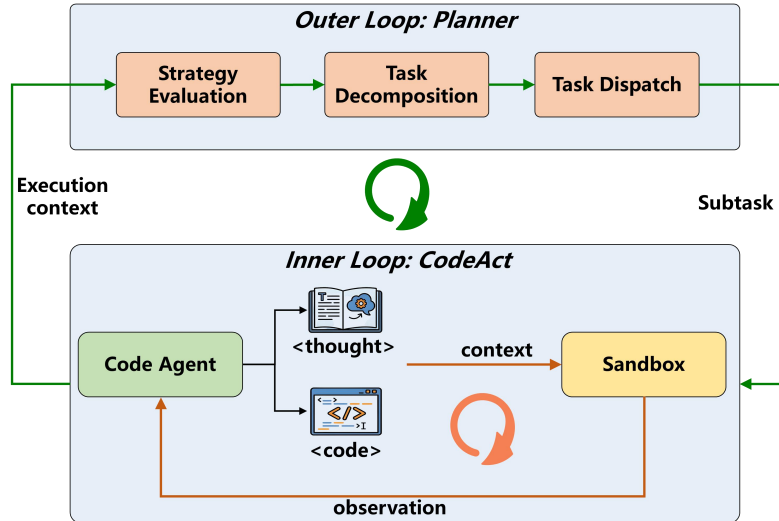 Outer Loop: Planner
Strategy
Evaluation
Task
Decomposition
Task Dispatch
Execution
context
Subtask
Inner Loop: CodeAct
Code Agent
T
<thought>
context
Sandbox
< >
</>
>I
<code>
observation